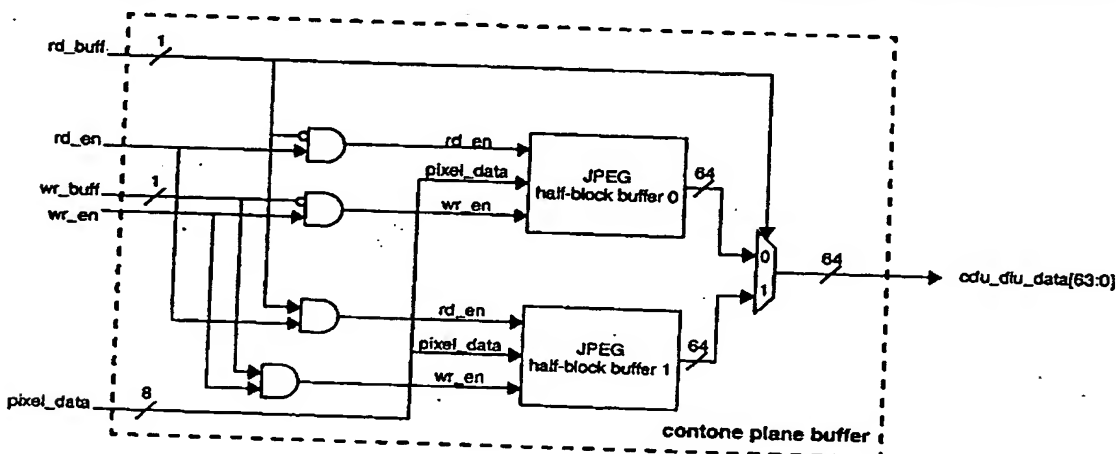 rd_buff
1
rd_en
rd_en
JPEG
half-block buffer 0
64
pixel_data
wr_buff
1
wr_en
wr_en
0
1
64
cdu_diu_data[63:0]
rd_en
JPEG
half-block buffer 1
64
pixel_data
wr_en
pixel_data
8
contone plane buffer